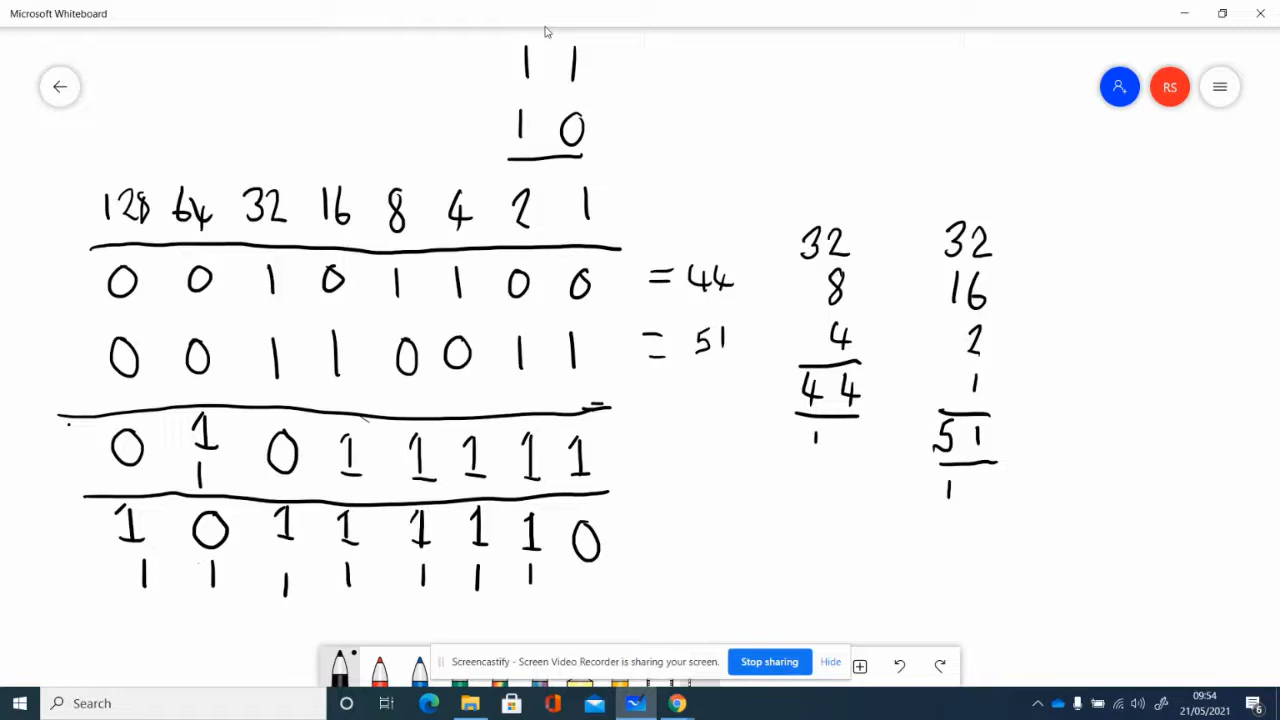 Microsoft Whiteboard
1 1
1 0
RS
128 64 32 16 8 4 2 1
0 0 1 0 1 1 0 0 = 44
0 0 1 1 0 0 1 1 = 51
0 1 0 1 1 1 1 1
1
1 0 1 1 1 1 1 0
1 1 1 1 1 1 1
32
8
4
44
1
32
16
2
1
51
1
Screencastify - Screen Video Recorder is sharing your screen. Stop sharing Hide
Search
09:54
21/05/2021
6